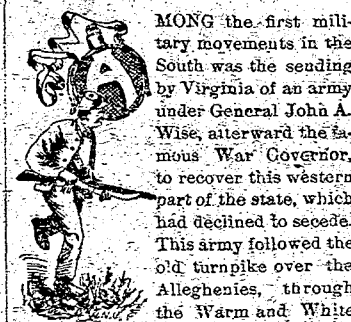 AMONG the first mili-
tary movements in the
South was the sending
by Virginia of an army
under General John A.
Wise, afterward the fa-
mous War Governor,
to recover this western
part of the state, which
had declined to secede.
This army followed the
old turnpike over the
Alleghenies, through
the Warm and White